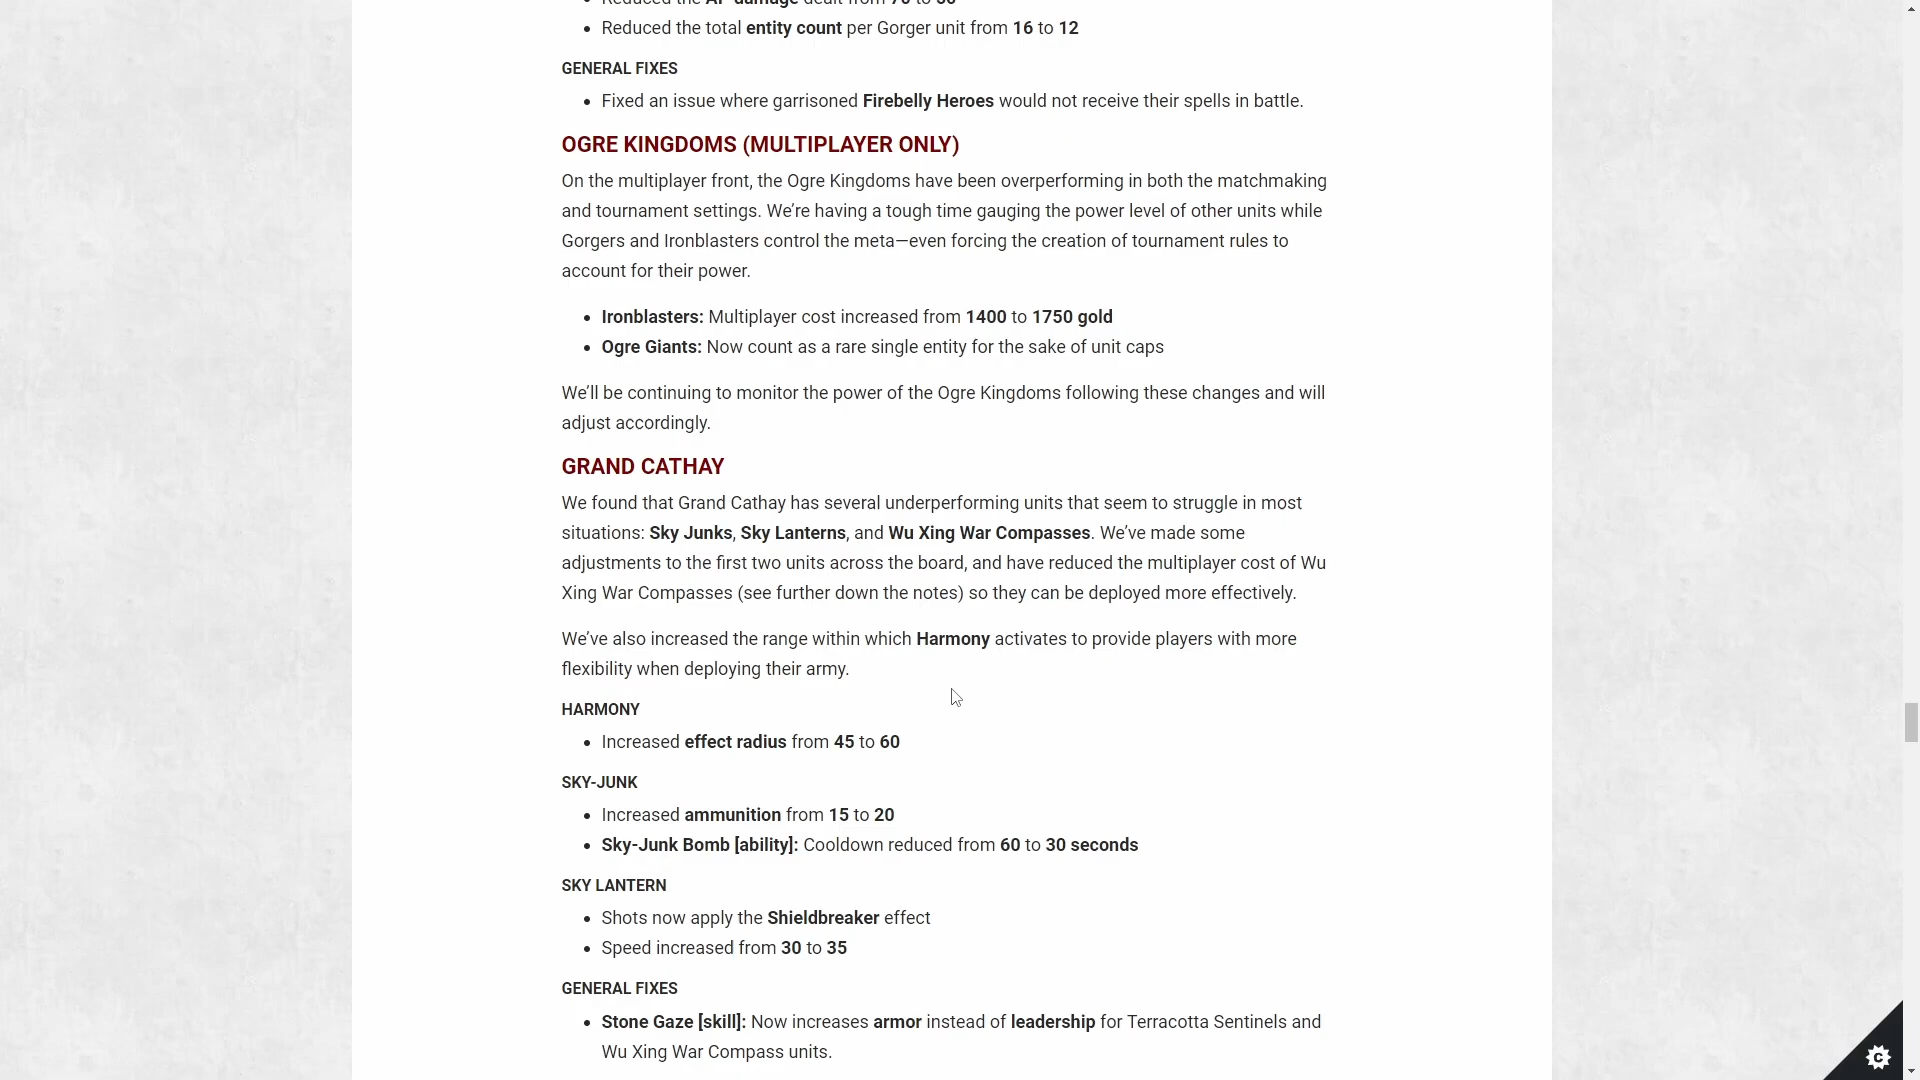 Reduced the AP damage dealt from 70 to
Reduced the total entity count per Gorger unit from 16 to 12
GENERAL FIXES
Fixed an issue where garrisoned Firebelly Heroes would not receive their spells in battle.
OGRE KINGDOMS (MULTIPLAYER ONLY)
On the multiplayer front, the Ogre Kingdoms have been overperforming in both the matchmaking
and tournament settings. We’re having a tough time gauging the power level of other units while
Gorgers and Ironblasters control the meta—even forcing the creation of tournament rules to
account for their power.
Ironblasters: Multiplayer cost increased from 1400 to 1750 gold
Ogre Giants: Now count as a rare single entity for the sake of unit caps
We’ll be continuing to monitor the power of the Ogre Kingdoms following these changes and will
adjust accordingly.
GRAND CATHAY
We found that Grand Cathay has several underperforming units that seem to struggle in most
situations: Sky Junks, Sky Lanterns, and Wu Xing War Compasses. We’ve made some
adjustments to the first two units across the board, and have reduced the multiplayer cost of Wu
Xing War Compasses (see further down the notes) so they can be deployed more effectively.
We’ve also increased the range within which Harmony activates to provide players with more
flexibility when deploying their army.
HARMONY
Increased effect radius from 45 to 60
SKY-JUNK
Increased ammunition from 15 to 20
Sky-Junk Bomb [ability]: Cooldown reduced from 60 to 30 seconds
SKY LANTERN
Shots now apply the Shieldbreaker effect
Speed increased from 30 to 35
GENERAL FIXES
Stone Gaze [skill]: Now increases armor instead of leadership for Terracotta Sentinels and
Wu Xing War Compass units.